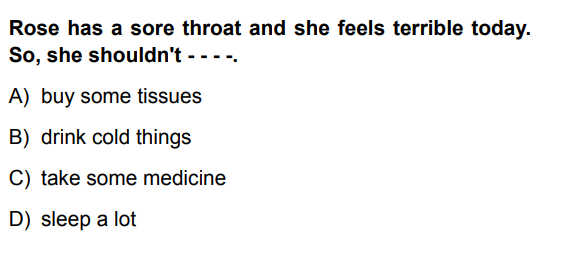 Rose has a sore throat and she feels terrible today.
So, she shouldn't - - - -.
A) buy some tissues
B) drink cold things
C) take some medicine
D) sleep a lot